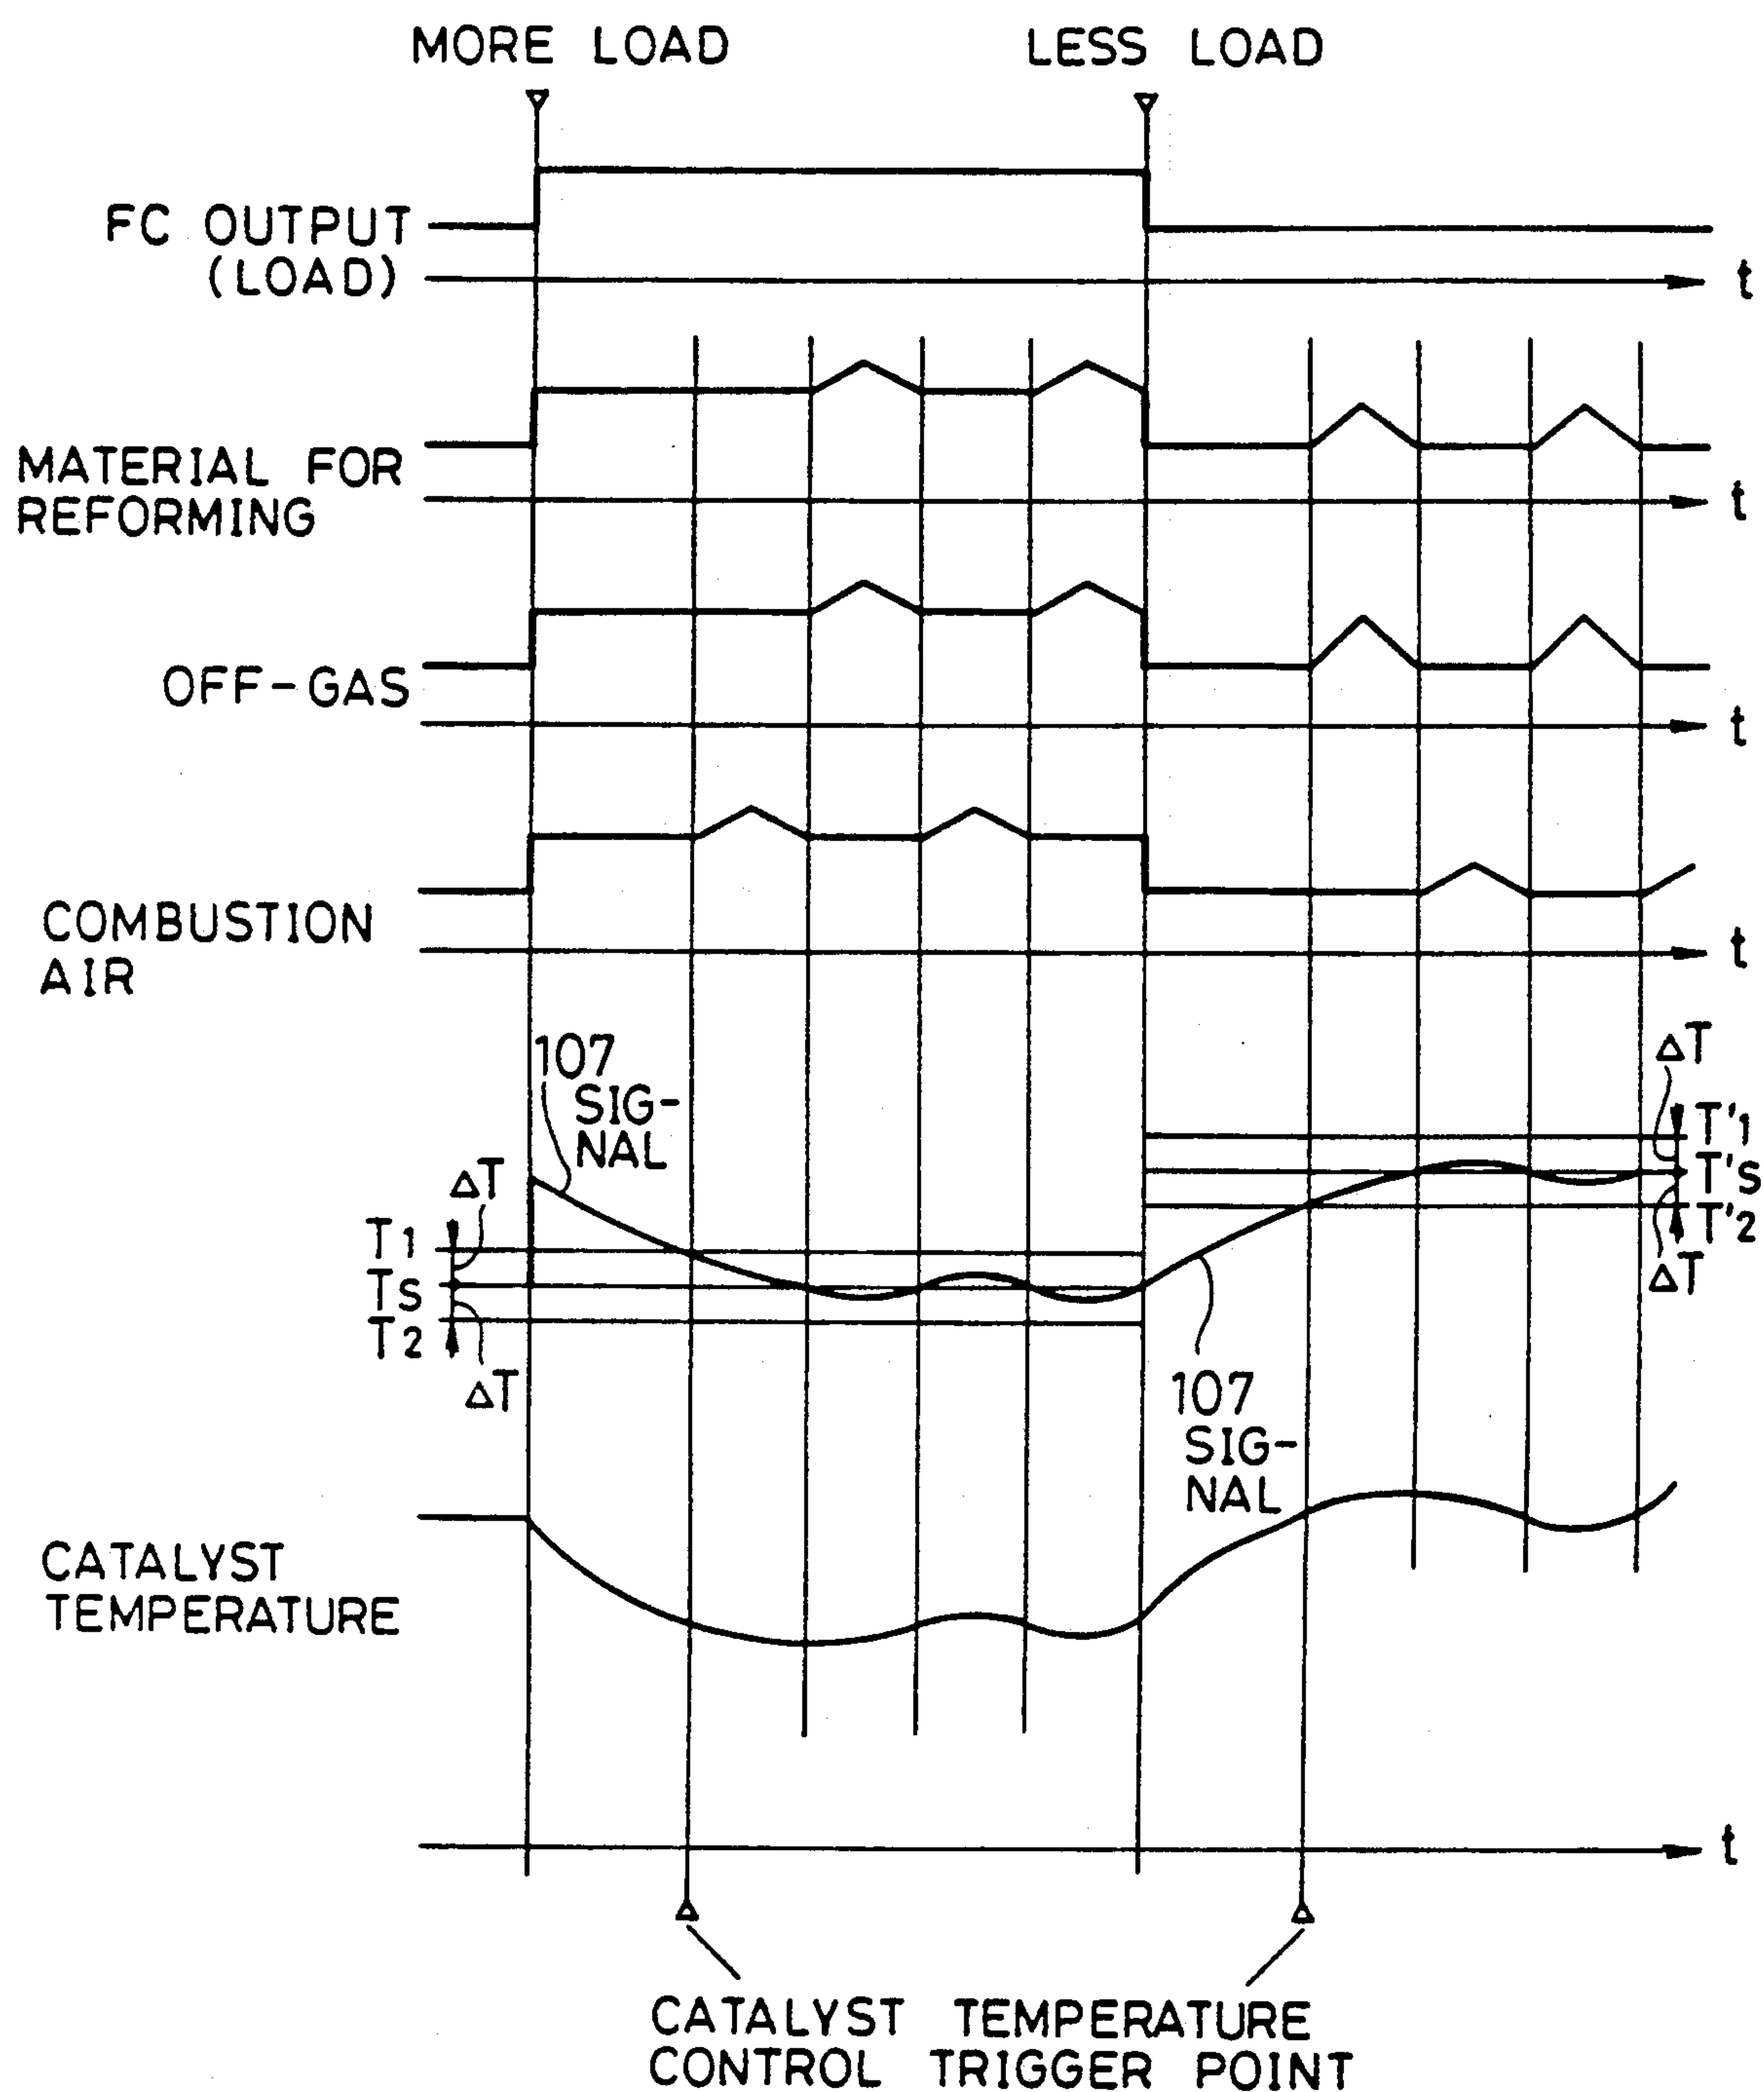 MORE LOAD
LESS LOAD
FC OUTPUT
(LOAD)
t
MATERIAL FOR
REFORMING
t
OFF-GAS
t
COMBUSTION
AIR
t
107
SIG-
NAL
ΔT
T1
TS
T2
ΔT
ΔT
T'1
T'S
T'2
ΔT
107
SIG-
NAL
CATALYST
TEMPERATURE
t
CATALYST TEMPERATURE
CONTROL TRIGGER POINT